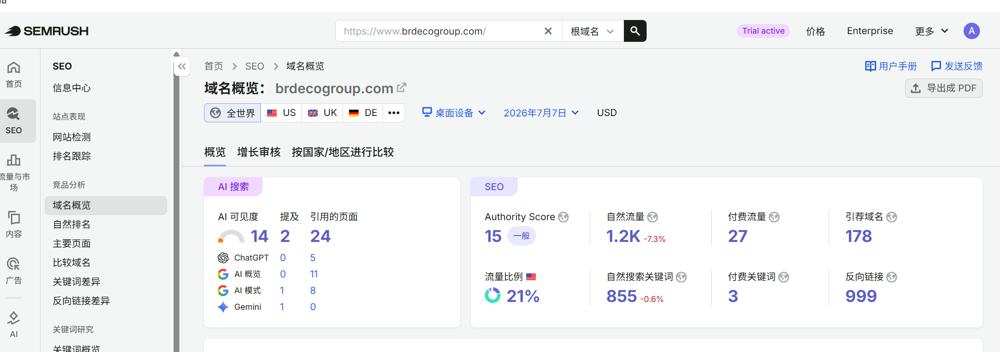 SEMRUSH
https://www.brdecogroup.com/
根域名
Trial active
价格
Enterprise
更多
A
首页
SEO
流量与市
场
内容
广告
AI
SEO
信息中心
站点表现
网站检测
排名跟踪
竞品分析
域名概览
自然排名
主要页面
比较域名
关键词差异
反向链接差异
关键词研究
关键词概览
首页 > SEO > 域名概览
用户手册
发送反馈
域名概览： brdecogroup.com
导出成 PDF
全世界 US UK DE •••
桌面设备
2026年7月7日
USD
概览 增长审核 按国家/地区进行比较
AI 搜索
AI 可见度 提及 引用的页面
14 2 24
ChatGPT 0 5
AI 概览 0 11
AI 模式 1 8
Gemini 1 0
SEO
Authority Score 自然流量 付费流量 引荐域名
15 一般 1.2K -7.3% 27 178
流量比例 自然搜索关键词 付费关键词 反向链接
21% 855 -0.6% 3 999